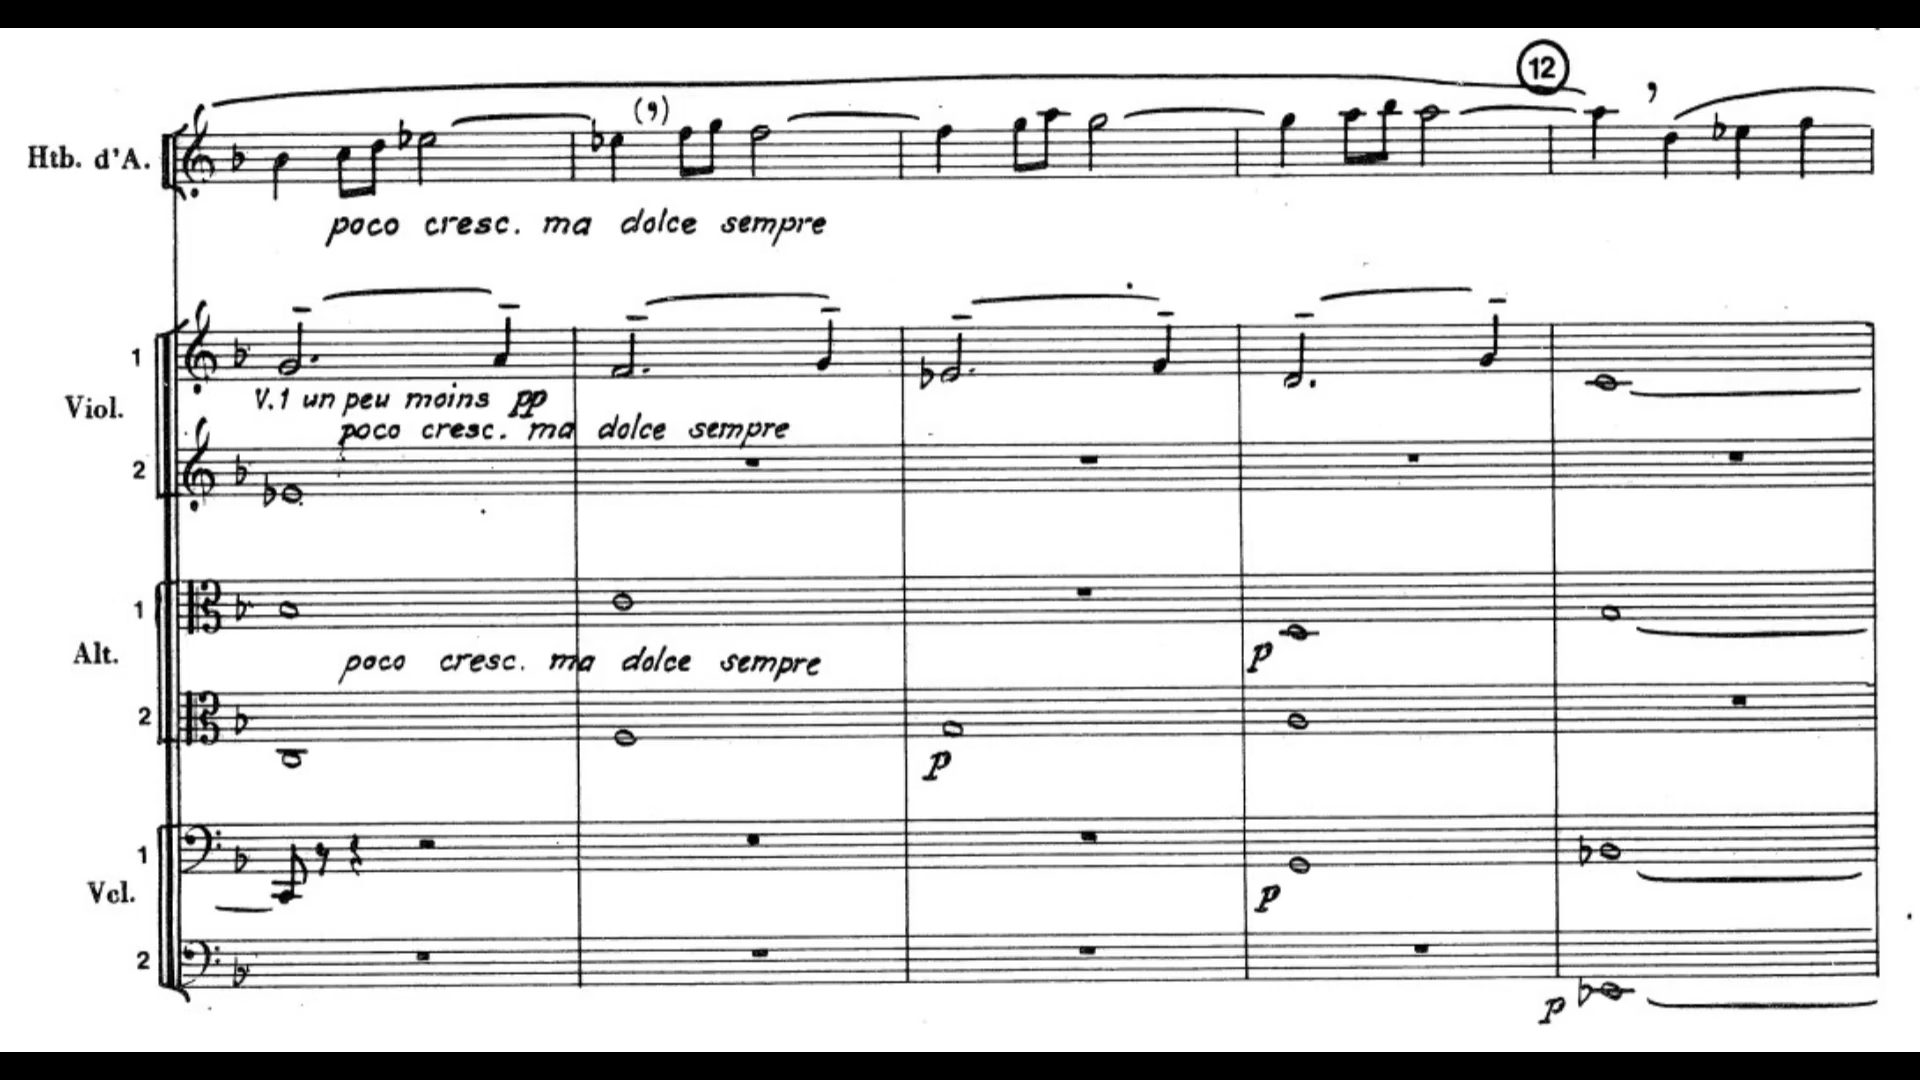 12
(,)
,
Htb. d'A.
poco cresc. ma dolce sempre
1
V.1 un peu moins pp
Viol.
poco cresc. ma dolce sempre
2
1
Alt.
poco cresc. ma dolce sempre
p
2
p
1
Vcl.
p
2
p